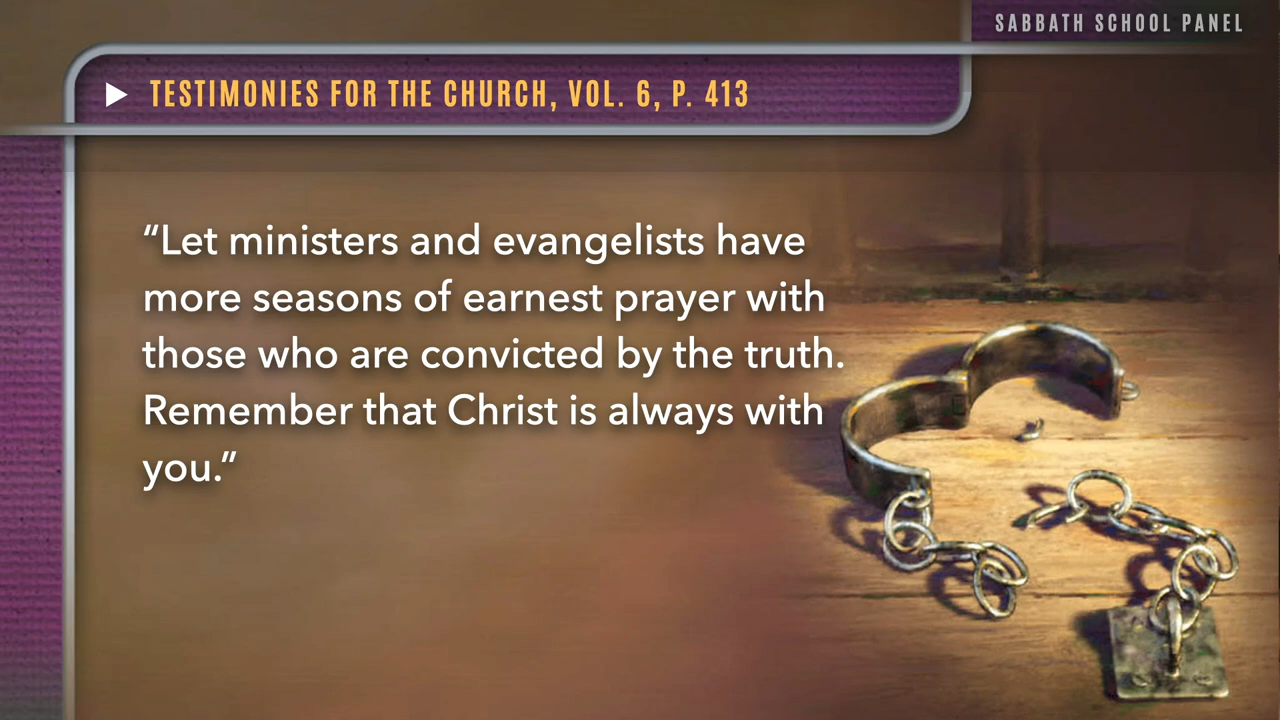 SABBATH SCHOOL PANEL
TESTIMONIES FOR THE CHURCH, VOL. 6, P. 413
“Let ministers and evangelists have
more seasons of earnest prayer with
those who are convicted by the truth.
Remember that Christ is always with
you.”